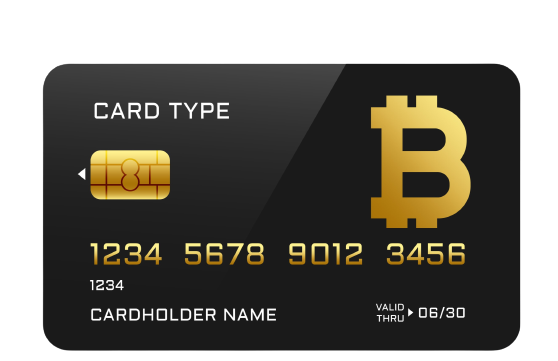 CARD TYPE
1234 5678 9012 3456
1234
CARDHOLDER NAME
VALID
THRU
06/30